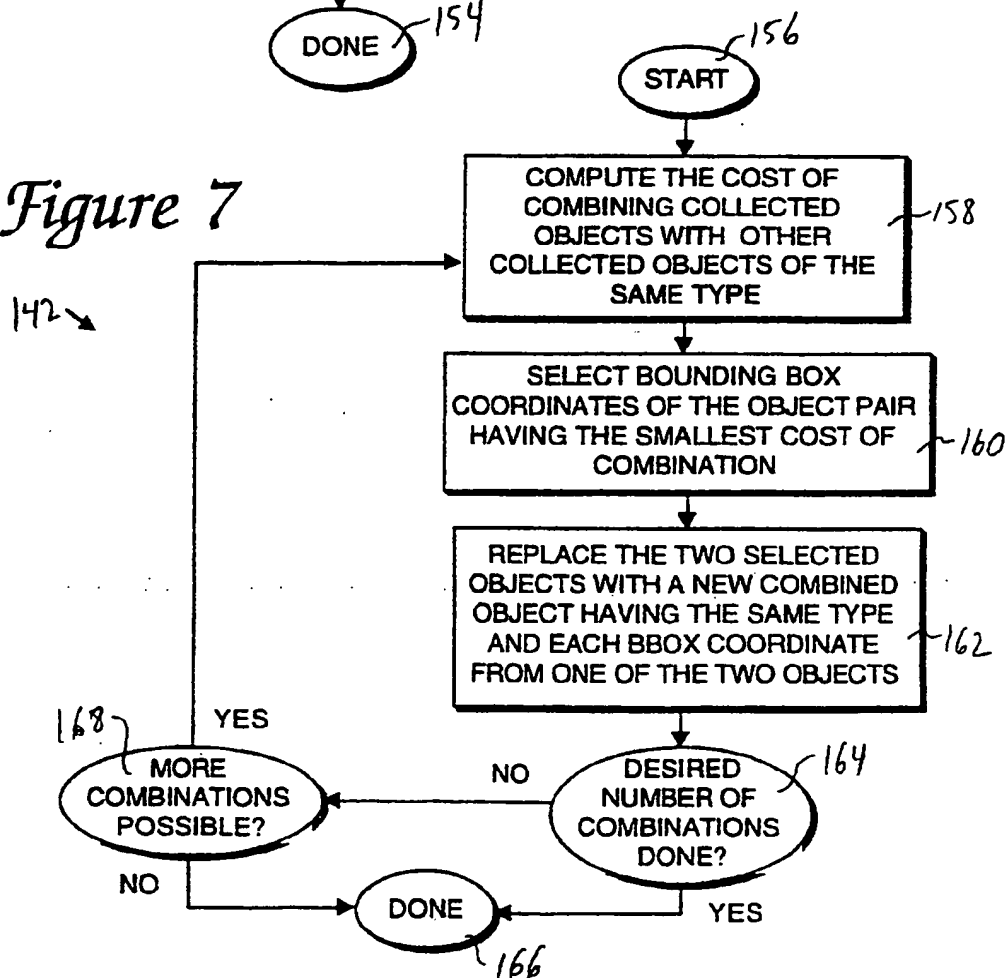 DONE
154
156
START
Figure 7
COMPUTE THE COST OF
COMBINING COLLECTED
OBJECTS WITH OTHER
COLLECTED OBJECTS OF THE
SAME TYPE
158
142
SELECT BOUNDING BOX
COORDINATES OF THE OBJECT PAIR
HAVING THE SMALLEST COST OF
COMBINATION
160
REPLACE THE TWO SELECTED
OBJECTS WITH A NEW COMBINED
OBJECT HAVING THE SAME TYPE
AND EACH BBOX COORDINATE
FROM ONE OF THE TWO OBJECTS
162
168
YES
MORE
COMBINATIONS
POSSIBLE?
NO
DESIRED
NUMBER OF
COMBINATIONS
DONE?
164
NO
DONE
YES
166